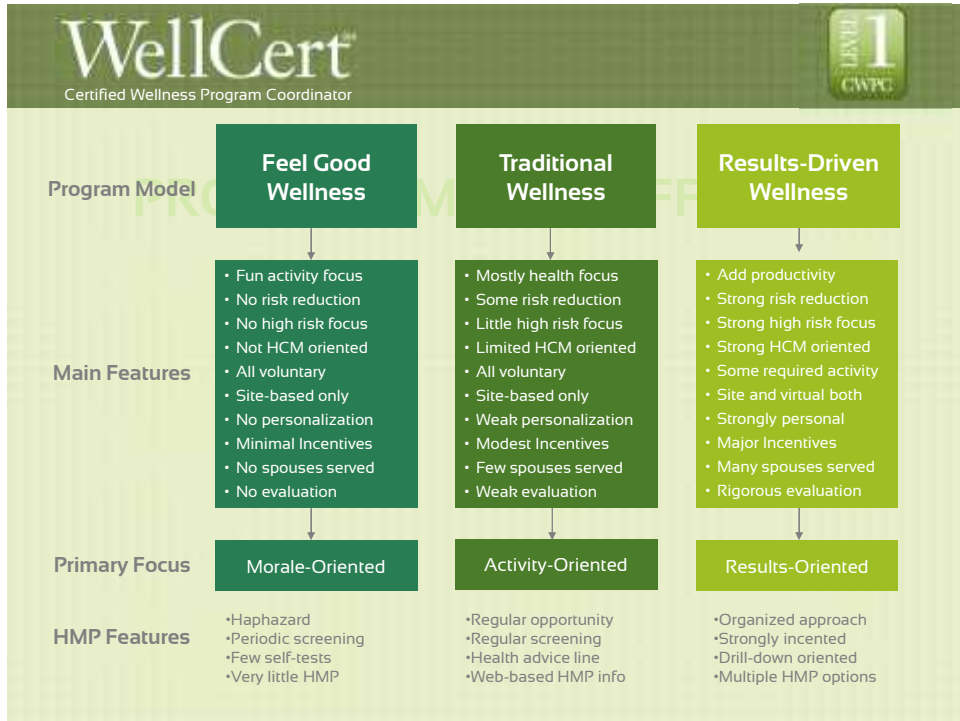 WellCert℠
Certified Wellness Program Coordinator
LEVEL 1
CWPC
Program Model
Feel Good
Wellness
Traditional
Wellness
Results-Driven
Wellness
Main Features
• Fun activity focus
• No risk reduction
• No high risk focus
• Not HCM oriented
• All voluntary
• Site-based only
• No personalization
• Minimal Incentives
• No spouses served
• No evaluation
• Mostly health focus
• Some risk reduction
• Little high risk focus
• Limited HCM oriented
• All voluntary
• Site-based only
• Weak personalization
• Modest Incentives
• Few spouses served
• Weak evaluation
• Add productivity
• Strong risk reduction
• Strong high risk focus
• Strong HCM oriented
• Some required activity
• Site and virtual both
• Strongly personal
• Major Incentives
• Many spouses served
• Rigorous evaluation
Primary Focus
Morale-Oriented
Activity-Oriented
Results-Oriented
HMP Features
•Haphazard
•Periodic screening
•Few self-tests
•Very little HMP
•Regular opportunity
•Regular screening
•Health advice line
•Web-based HMP info
•Organized approach
•Strongly incented
•Drill-down oriented
•Multiple HMP options